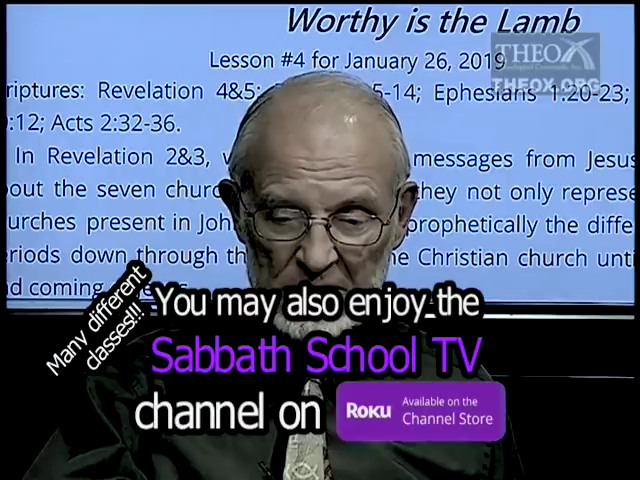 Worthy is the Lamb
Lesson #4 for January 26, 2019
THEOX
THEOX.ORG
riptures: Revelation 4&5; 5-14; Ephesians 1:20-23;
:12; Acts 2:32-36.
In Revelation 2&3, messages from Jesus
out the seven churc they not only represe
urches present in Joh prophetically the diffe
eriods down through th e Christian church unti
d coming
Many different
classes!!!
You may also enjoy the
Sabbath School TV
channel on
ROKU
Available on the
Channel Store